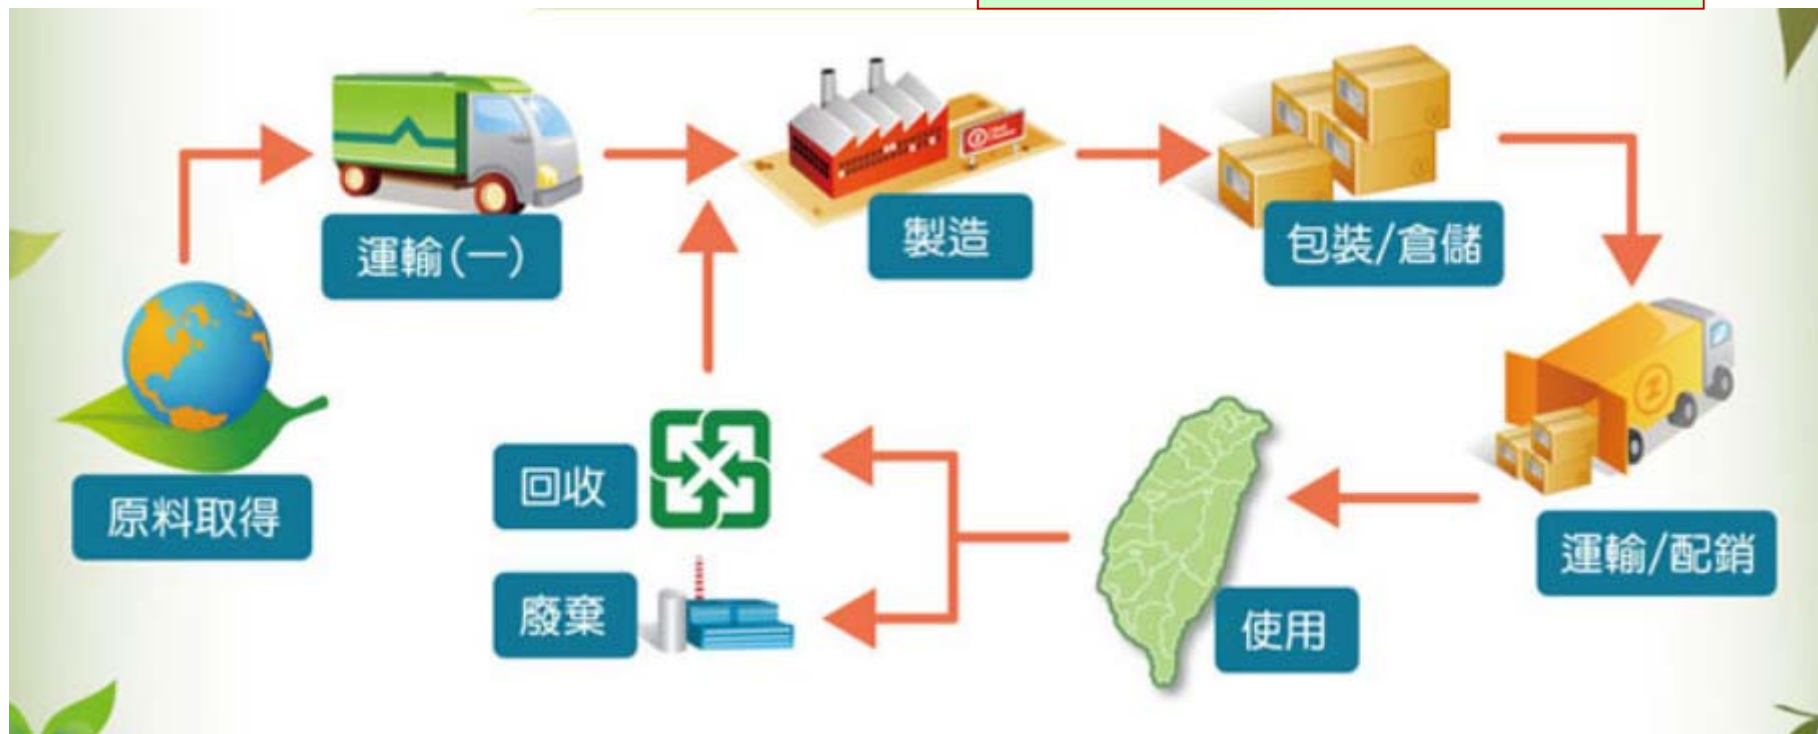 原料取得
運輸(一)
製造
包裝/倉儲
運輸/配銷
使用
回收
廢棄